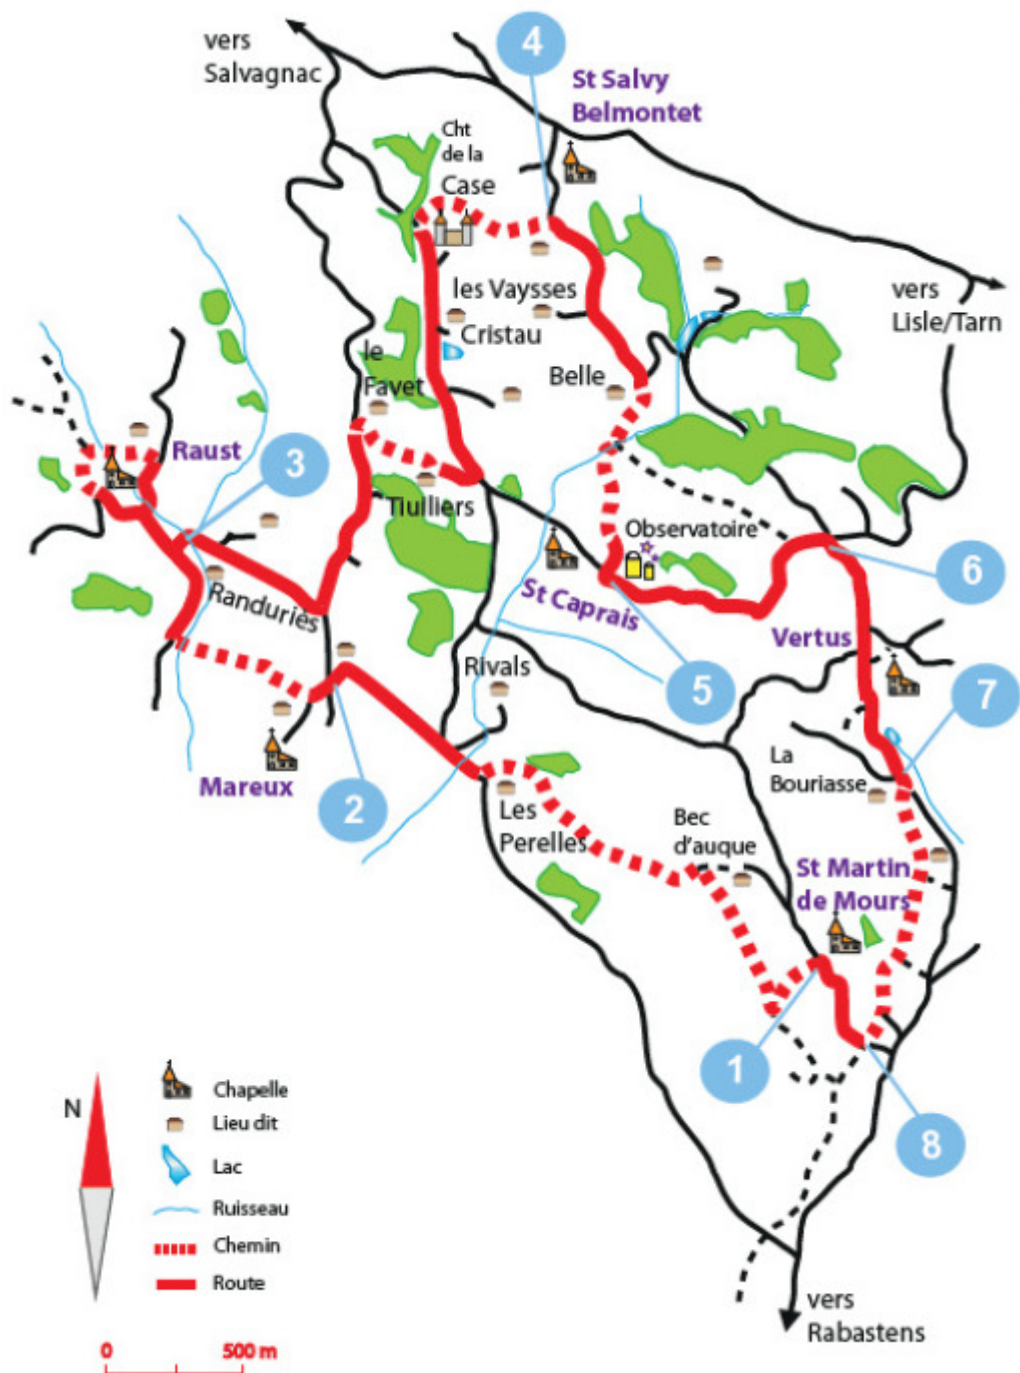 vers
Salvagnac
4
St Salvy
Belmontet
Cht
de la
Case
vers
Lisle/Tarn
les Vaysses
Cristau
le
Favet
Belle
Raust
3
Tiulliers
Observatoire
6
Randuriès
St Caprais
Vertus
Rivals
5
7
Mareux
2
La
Bouriasse
Les
Perelles
Bec
d'auque
St Martin
de Mours
1
8
N
Chapelle
Lieu dit
Lac
Ruisseau
Chemin
Route
vers
Rabastens
0 500 m